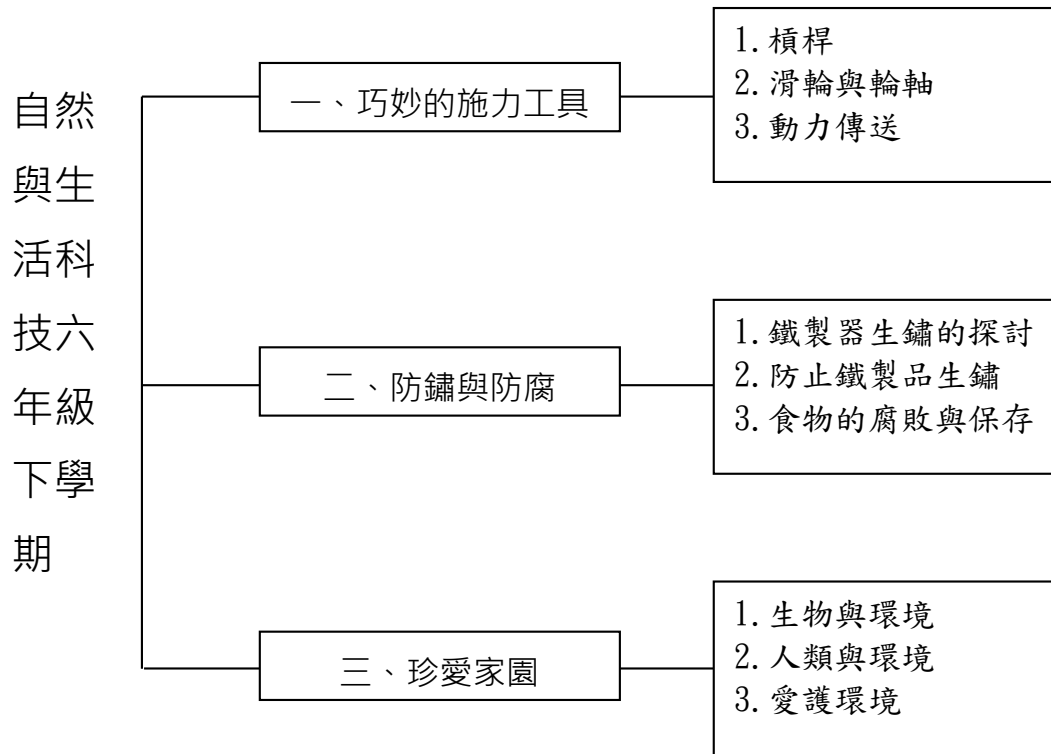 自然
與生
活科
技六
年級
下學
期
一、巧妙的施力工具
1. 槓桿
2. 滑輪與輪軸
3. 動力傳送
二、防鏽與防腐
1. 鐵製器生鏽的探討
2. 防止鐵製品生鏽
3. 食物的腐敗與保存
三、珍愛家園
1. 生物與環境
2. 人類與環境
3. 愛護環境